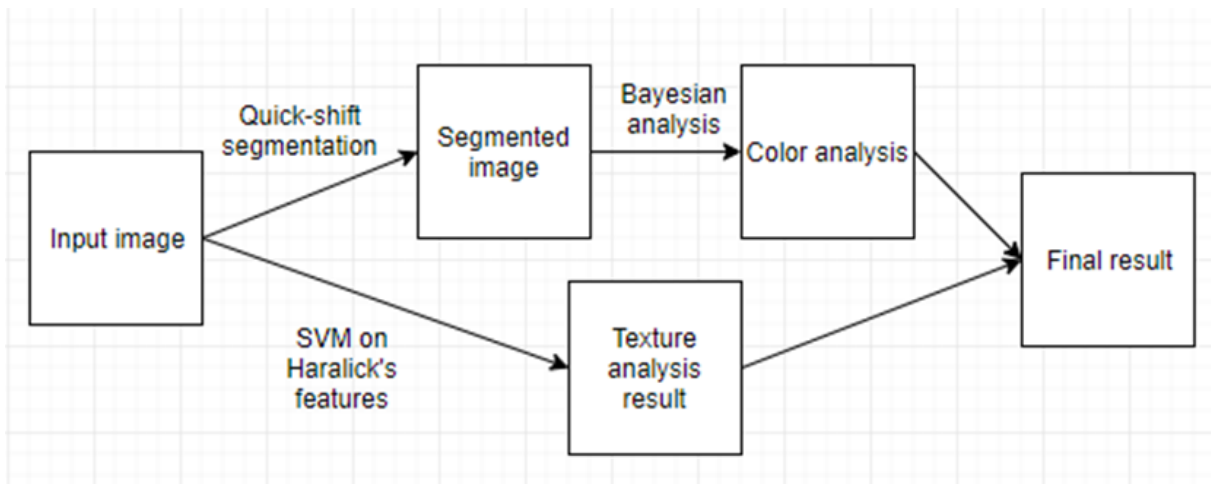 Quick-shift
segmentation
Segmented
image
Bayesian
analysis
Color analysis
Input image
Final result
SVM on
Haralick's
features
Texture
analysis
result